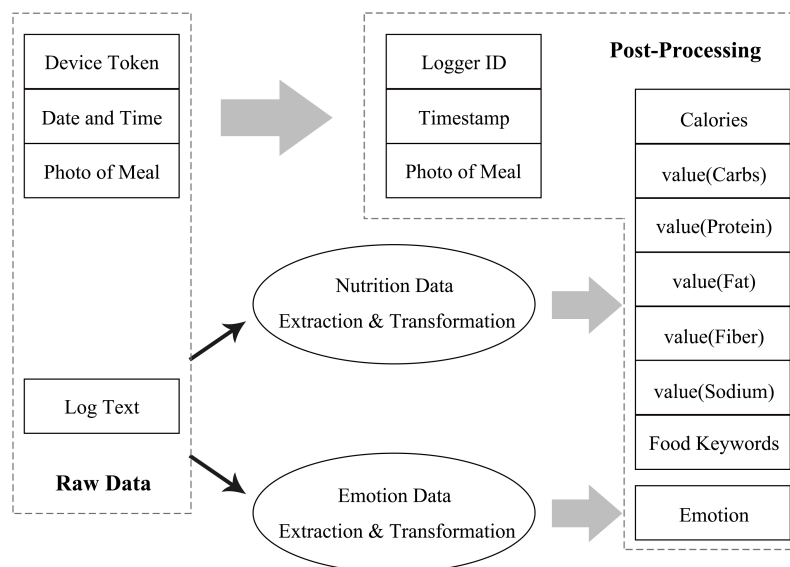 Device Token
Date and Time
Photo of Meal
Logger ID
Timestamp
Photo of Meal
Post-Processing
Calories
value(Carbs)
value(Protein)
value(Fat)
value(Fiber)
value(Sodium)
Food Keywords
Emotion
Nutrition Data
Extraction & Transformation
Log Text
Raw Data
Emotion Data
Extraction & Transformation